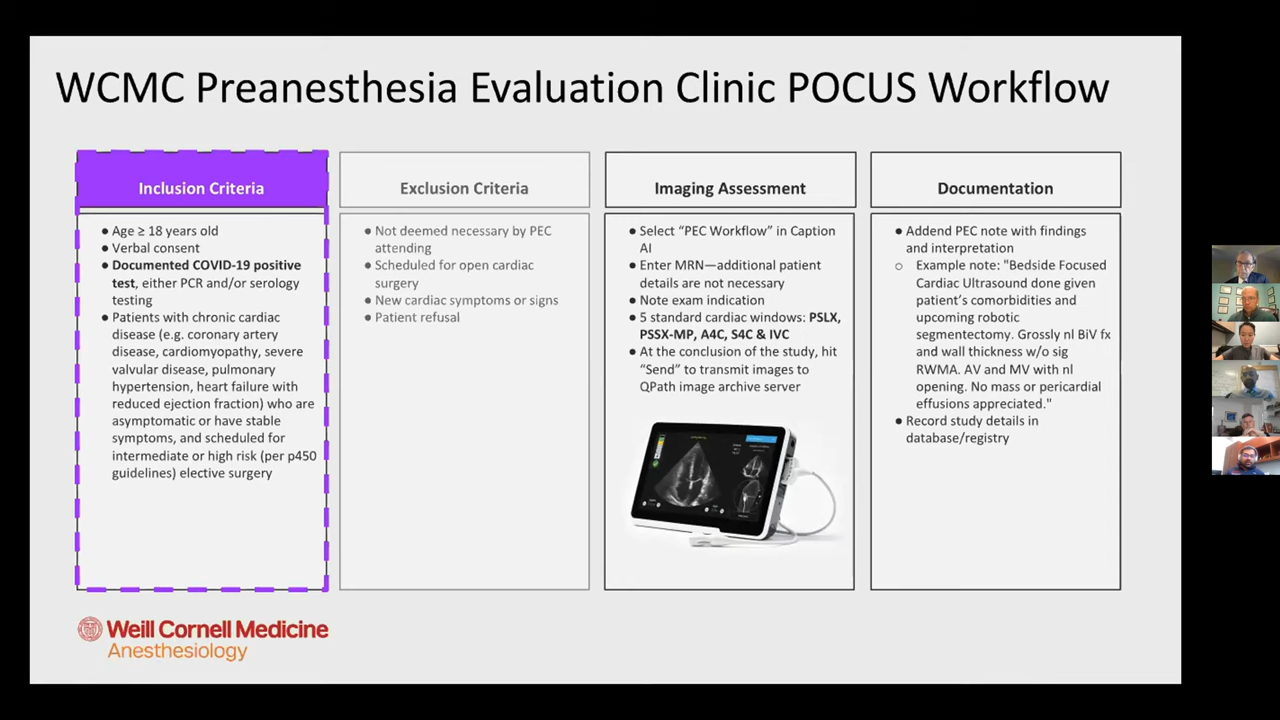 WCMC Preanesthesia Evaluation Clinic POCUS Workflow
Inclusion Criteria
● Age ≥ 18 years old
● Verbal consent
● Documented COVID-19 positive
test, either PCR and/or serology
testing
● Patients with chronic cardiac
disease (e.g. coronary artery
disease, cardiomyopathy, severe
valvular disease, pulmonary
hypertension, heart failure with
reduced ejection fraction) who are
asymptomatic or have stable
symptoms, and scheduled for
intermediate or high risk (per p450
guidelines) elective surgery
Exclusion Criteria
● Not deemed necessary by PEC
attending
● Scheduled for open cardiac
surgery
● New cardiac symptoms or signs
● Patient refusal
Imaging Assessment
● Select “PEC Workflow” in Caption
AI
● Enter MRN—additional patient
details are not necessary
● Note exam indication
● 5 standard cardiac windows: PSLX,
PSSX-MP, A4C, S4C & IVC
● At the conclusion of the study, hit
“Send” to transmit images to
QPath image archive server
Documentation
● Addend PEC note with findings
and interpretation
○ Example note: "Bedside Focused
Cardiac Ultrasound done given
patient’s comorbidities and
upcoming robotic
segmentectomy. Grossly nl BiV fx
and wall thickness w/o sig
RWMA. AV and MV with nl
opening. No mass or pericardial
effusions appreciated."
● Record study details in
database/registry
Weill Cornell Medicine
Anesthesiology